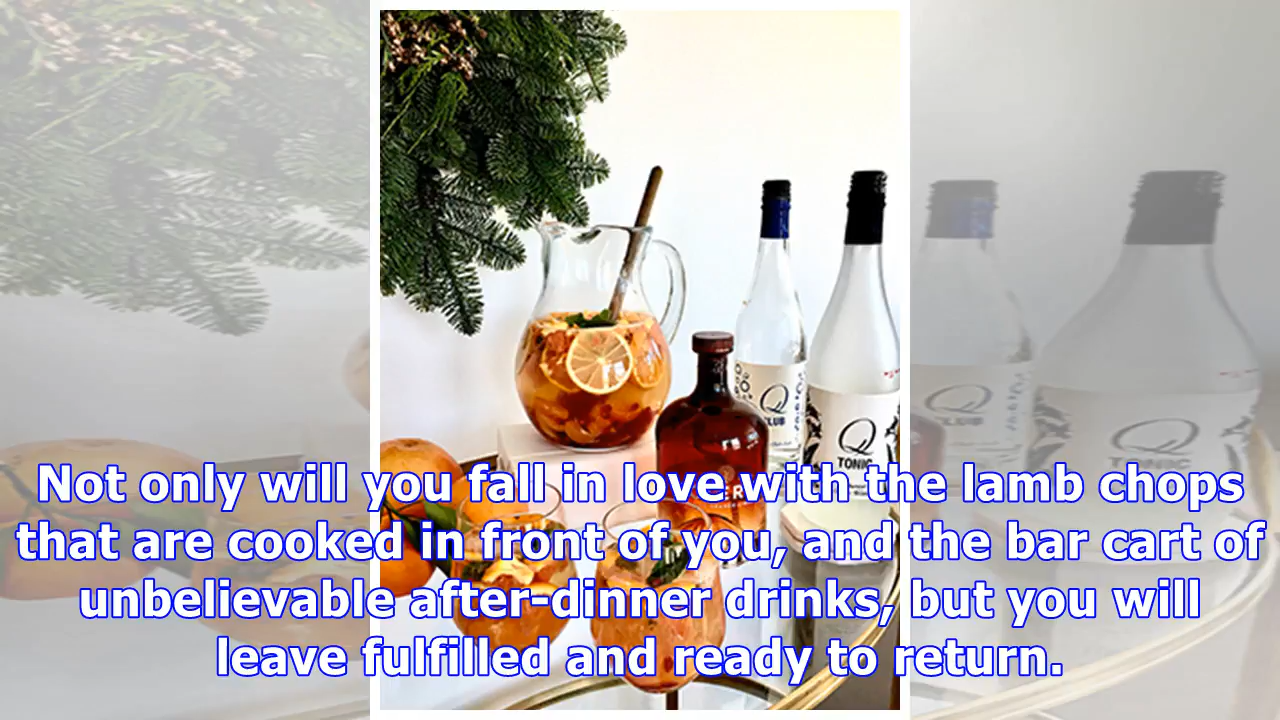 Q
CLUB
Q
TONIC
Q
Q
TONIC
Not only will you fall in love with the lamb chops
that are cooked in front of you, and the bar cart of
unbelievable after-dinner drinks, but you will
leave fulfilled and ready to return.